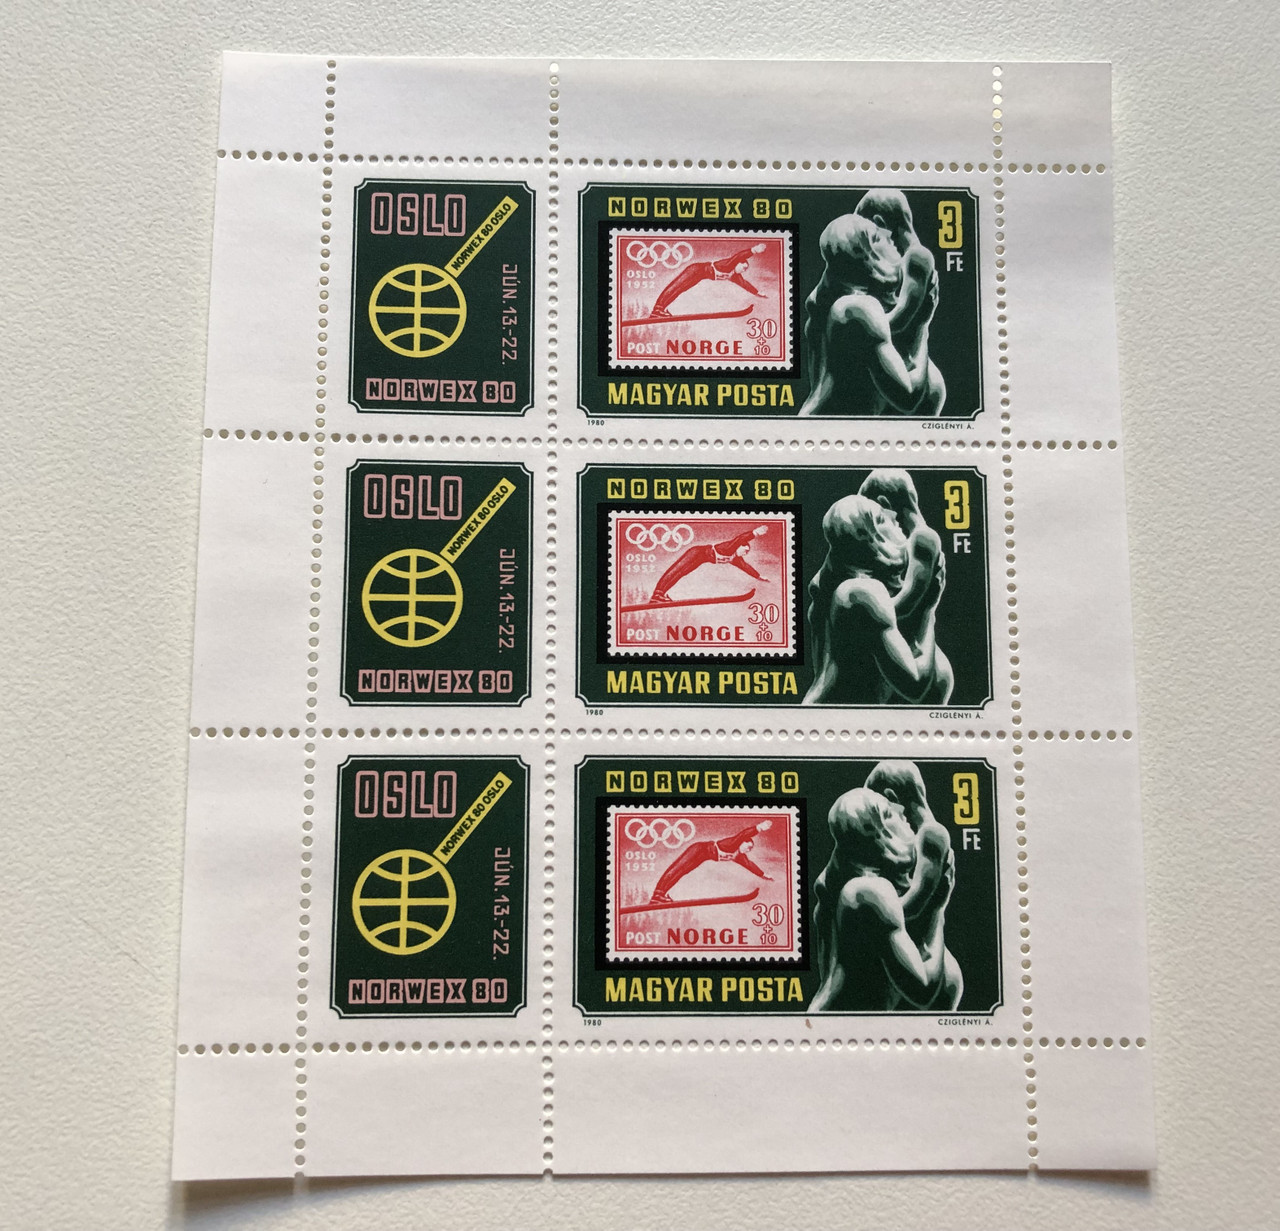 OSLO
NORWEX 80 OSLO
JÚN. 13.-22.
NORWEX 80
NORWEX 80
3
Ft
OSLO
1952
30
+
10
POST NORGE
MAGYAR POSTA
1980
CZIGLÉNYI Á.
OSLO
NORWEX 80 OSLO
JÚN. 13.-22.
NORWEX 80
NORWEX 80
3
Ft
OSLO
1952
30
+
10
POST NORGE
MAGYAR POSTA
1980
CZIGLÉNYI Á.
OSLO
NORWEX 80 OSLO
JÚN. 13.-22.
NORWEX 80
NORWEX 80
3
Ft
OSLO
1952
30
+
10
POST NORGE
MAGYAR POSTA
1980
CZIGLÉNYI Á.